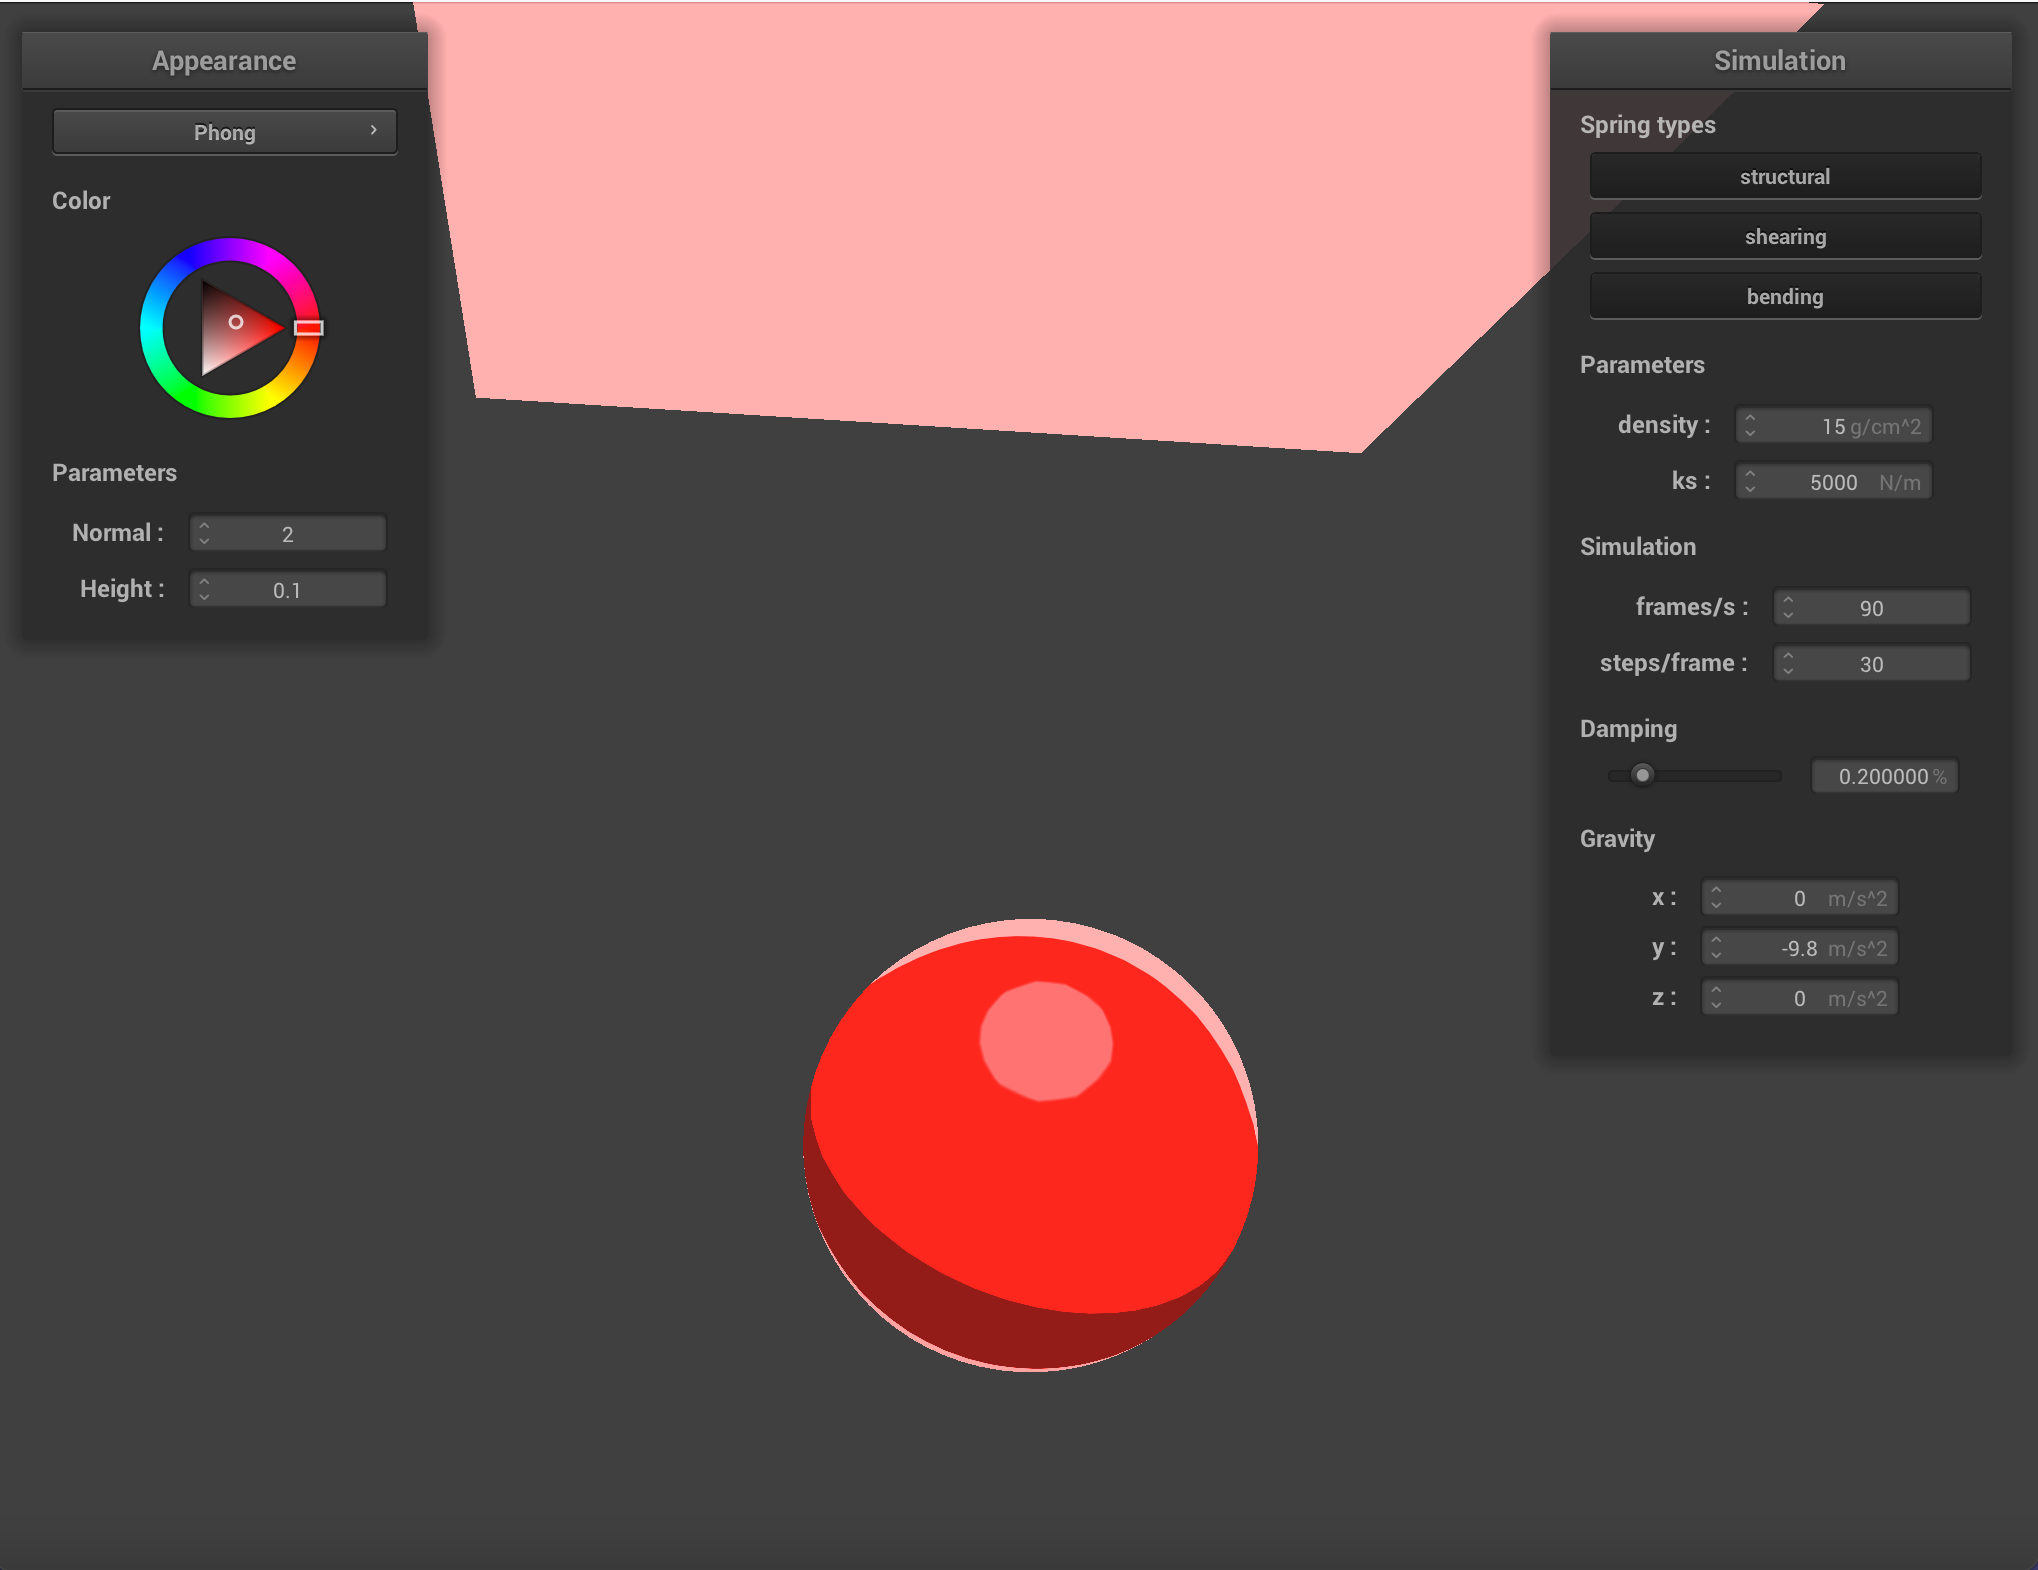 Appearance
Phong
Color
Parameters
Normal : 2
Height : 0.1
Simulation
Spring types
structural
shearing
bending
Parameters
density : 15 g/cm^2
ks : 5000 N/m
Simulation
frames/s : 90
steps/frame : 30
Damping
0.200000 %
Gravity
x : 0 m/s^2
y : -9.8 m/s^2
z : 0 m/s^2